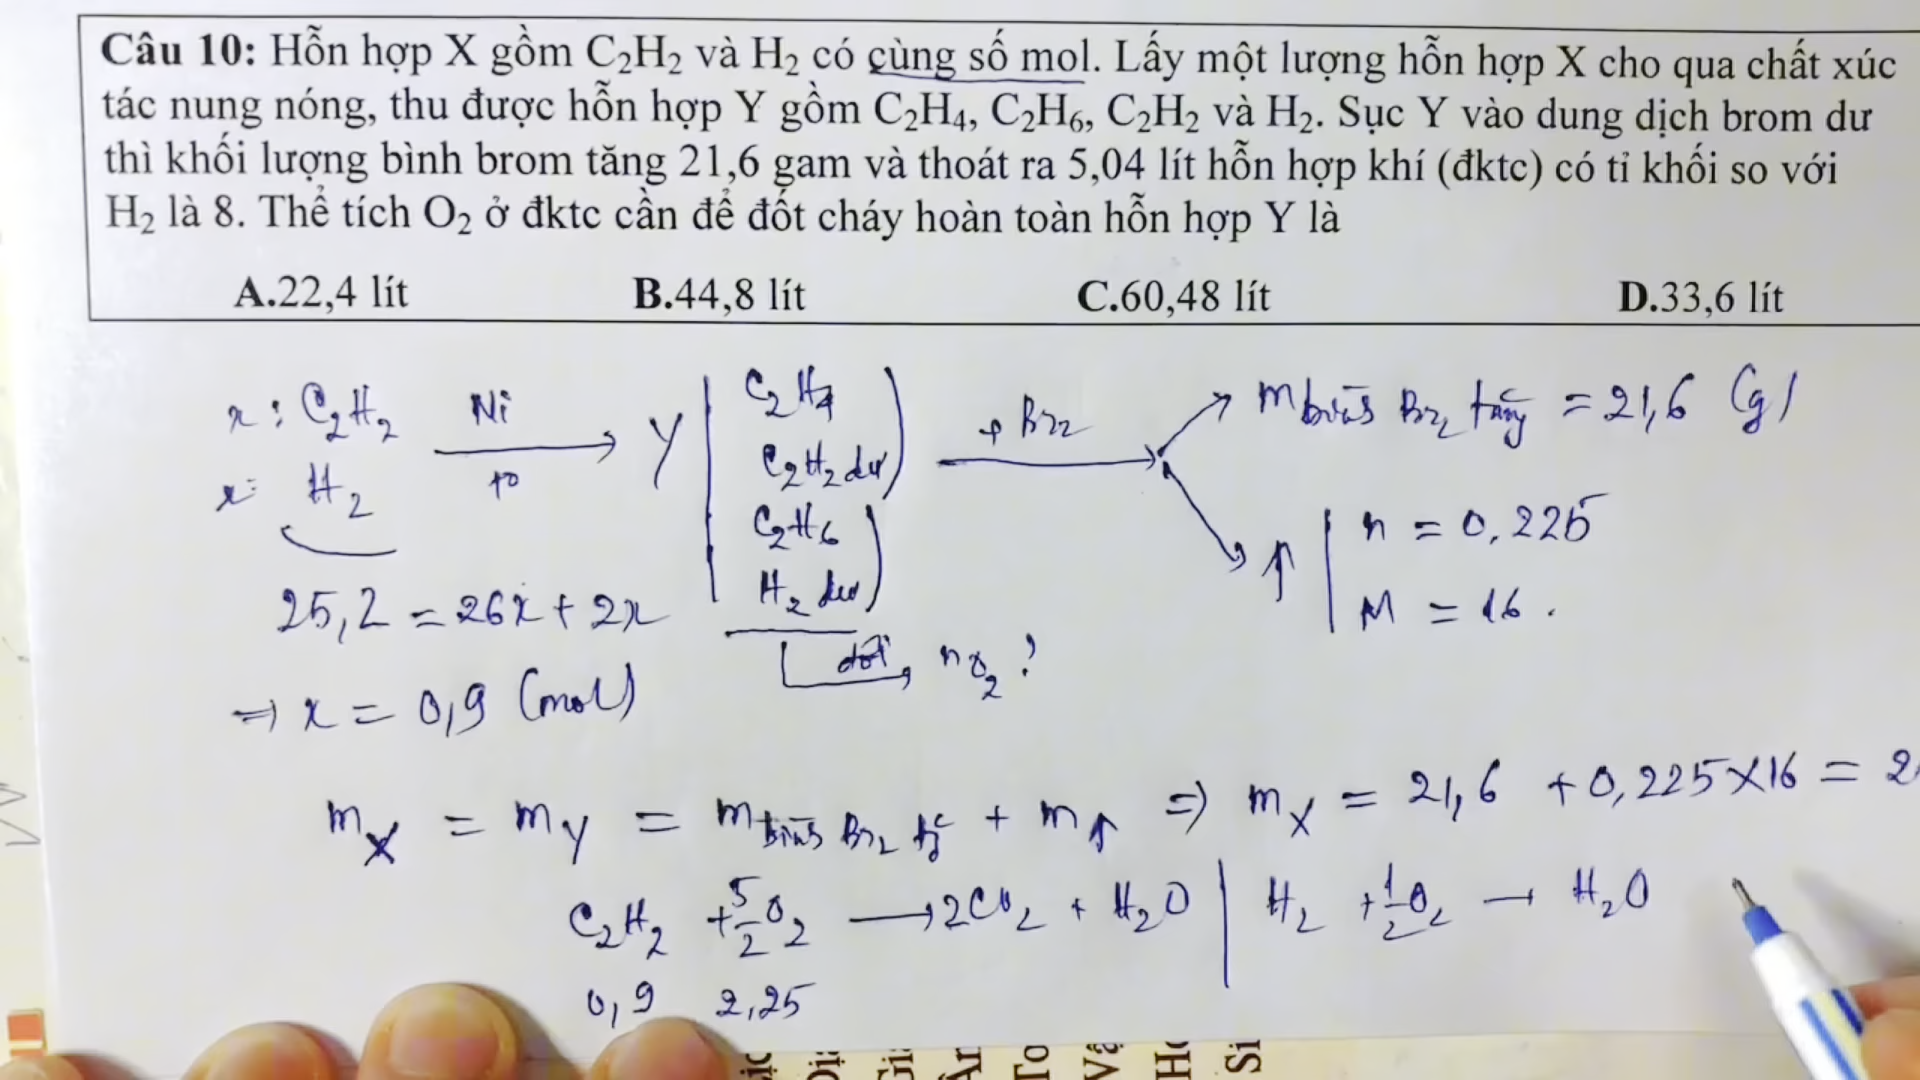 Câu 10: Hỗn hợp X gồm C₂H₂ và H₂ có cùng số mol. Lấy một lượng hỗn hợp X cho qua chất xúc
tác nung nóng, thu được hỗn hợp Y gồm C₂H₄, C₂H₆, C₂H₂ và H₂. Sục Y vào dung dịch brom dư
thì khối lượng bình brom tăng 21,6 gam và thoát ra 5,04 lít hỗn hợp khí (đktc) có tỉ khối so với
H₂ là 8. Thể tích O₂ ở đktc cần để đốt cháy hoàn toàn hỗn hợp Y là
A.22,4 lít B.44,8 lít C.60,48 lít D.33,6 lít
x : C₂H₂ Ni t⁰ → Y C₂H₄ + Br₂ → m bình Br₂ tăng = 21,6 (g)
x : H₂ C₂H₂ dư
C₂H₆ ↑ n = 0,225
25,2 = 26x + 2x H₂ dư M = 16 .
đốt, n O₂ ?
⇒ x = 0,9 (mol)
m X = m Y = m bình Br₂ + m ↑ ⇒ m X = 21,6 + 0,225 × 16 = 2
C₂H₂ + 5/2 O₂ → 2CO₂ + H₂O | H₂ + 1/2 O₂ → H₂O
0,9 2,25
To
Si